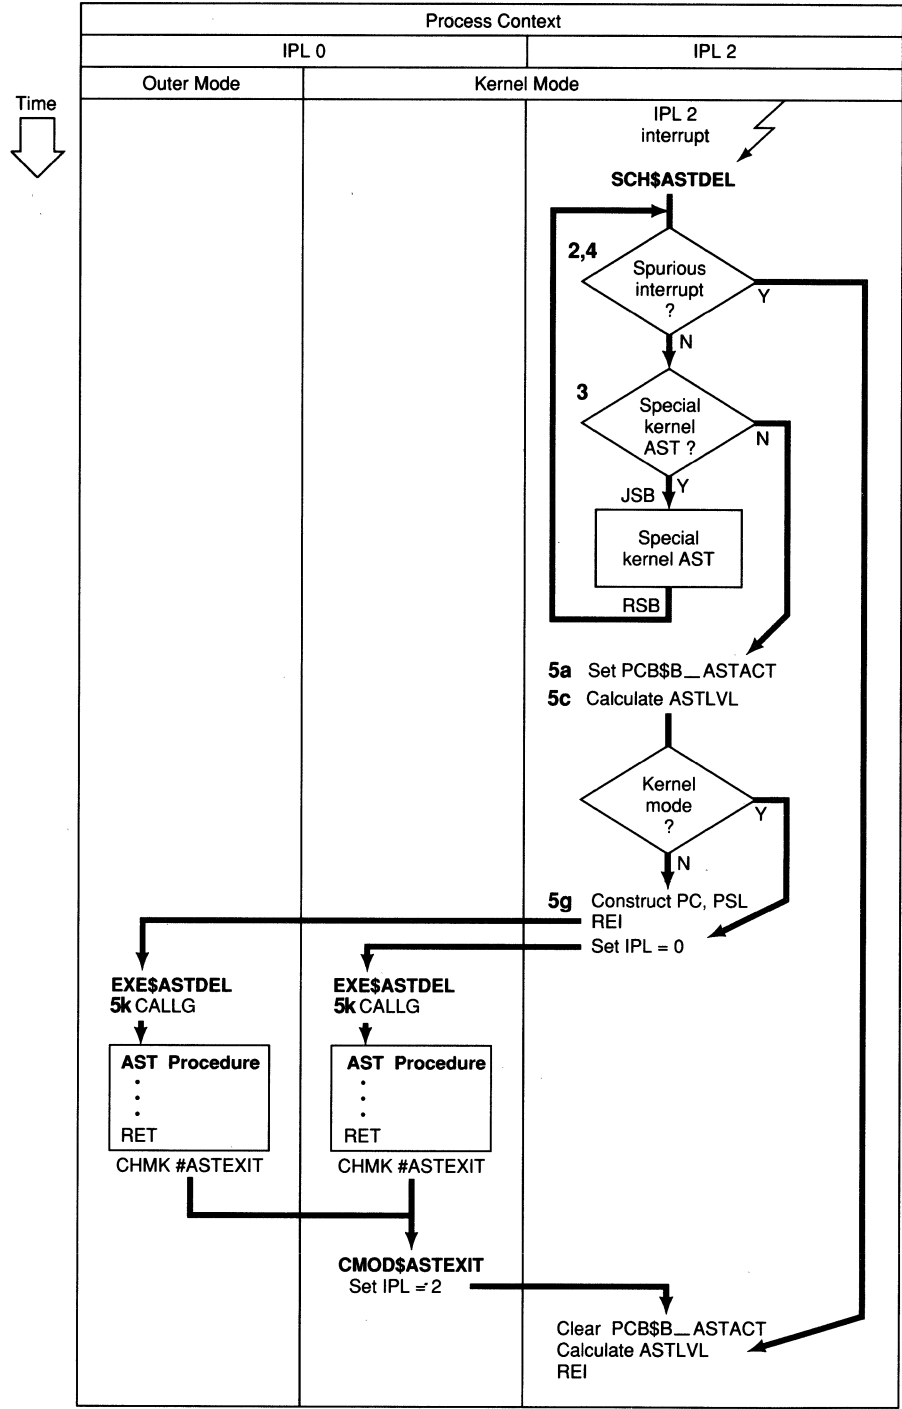 Process Context
IPL 0
IPL 2
Outer Mode
Kernel Mode
Time
IPL 2
interrupt
SCH$ASTDEL
2,4
Spurious
interrupt
?
Y
N
3
Special
kernel
AST ?
N
Y
JSB
Special
kernel AST
RSB
5a Set PCB$B_ASTACT
5c Calculate ASTLVL
Kernel
mode
?
Y
N
5g Construct PC, PSL
REI
Set IPL = 0
EXE$ASTDEL
5k CALLG
AST Procedure
.
.
.
RET
CHMK #ASTEXIT
EXE$ASTDEL
5k CALLG
AST Procedure
.
.
.
RET
CHMK #ASTEXIT
CMOD$ASTEXIT
Set IPL = 2
Clear PCB$B_ASTACT
Calculate ASTLVL
REI